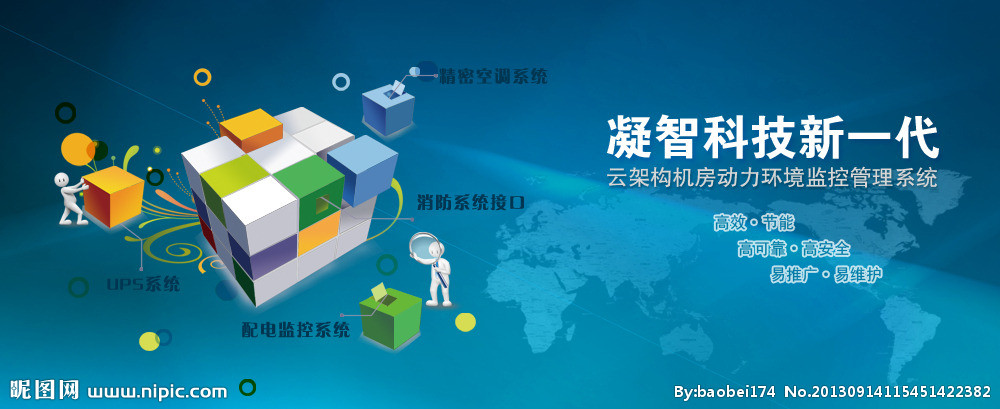 精密空调系统
凝智科技新一代
云架构机房动力环境监控管理系统
消防系统接口
高效·节能
高可靠·高安全
易推广·易维护
UPS系统
配电监控系统
昵图网 www.nipic.com
By:baobei174 No.20130914115451422382